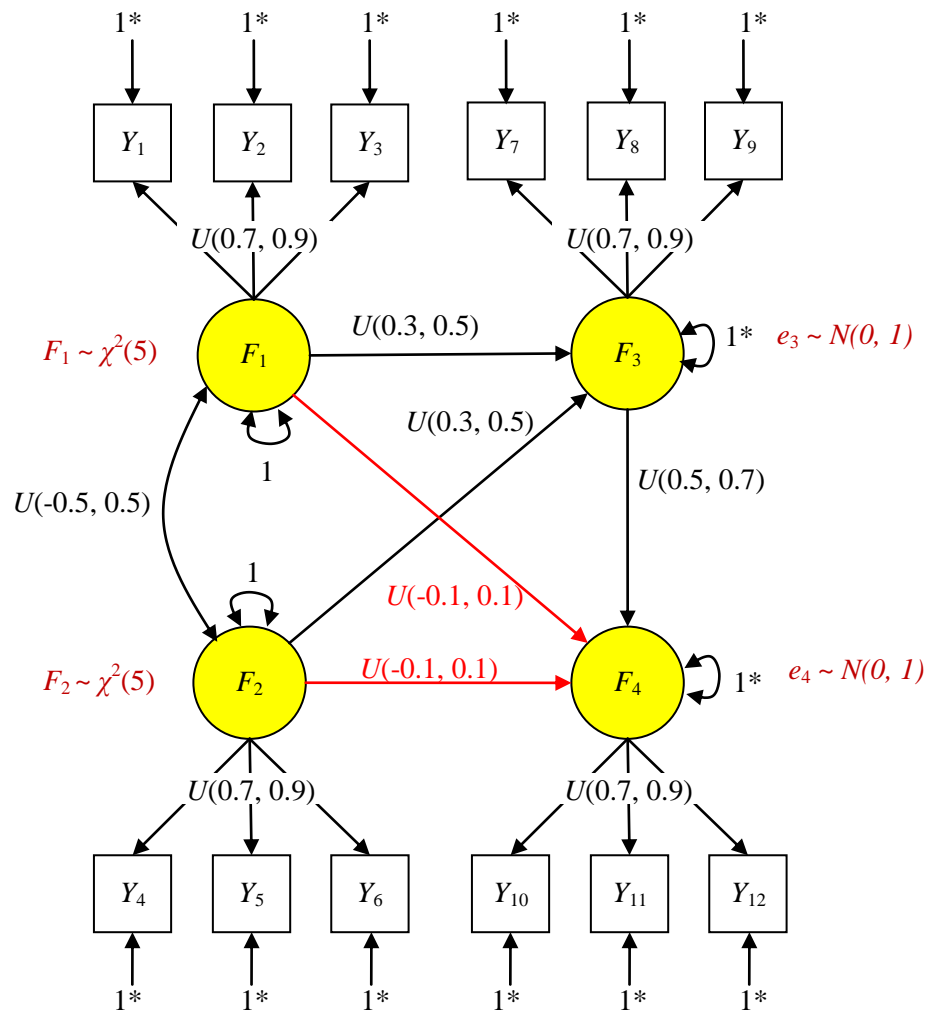 1* 1* 1* 1* 1* 1*
Y1 Y2 Y3 Y7 Y8 Y9
U(0.7, 0.9) U(0.7, 0.9)
U(0.3, 0.5)
F1 ~ χ²(5) F1 F3 1* e3 ~ N(0, 1)
U(0.3, 0.5)
1
U(0.5, 0.7)
U(-0.5, 0.5)
1
U(-0.1, 0.1)
F2 ~ χ²(5) F2 U(-0.1, 0.1) F4 1* e4 ~ N(0, 1)
U(0.7, 0.9) U(0.7, 0.9)
Y4 Y5 Y6 Y10 Y11 Y12
1* 1* 1* 1* 1* 1*